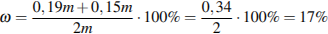 ω = 0,19m+0,15m / 2m · 100% = 0,34 / 2 · 100% = 17%